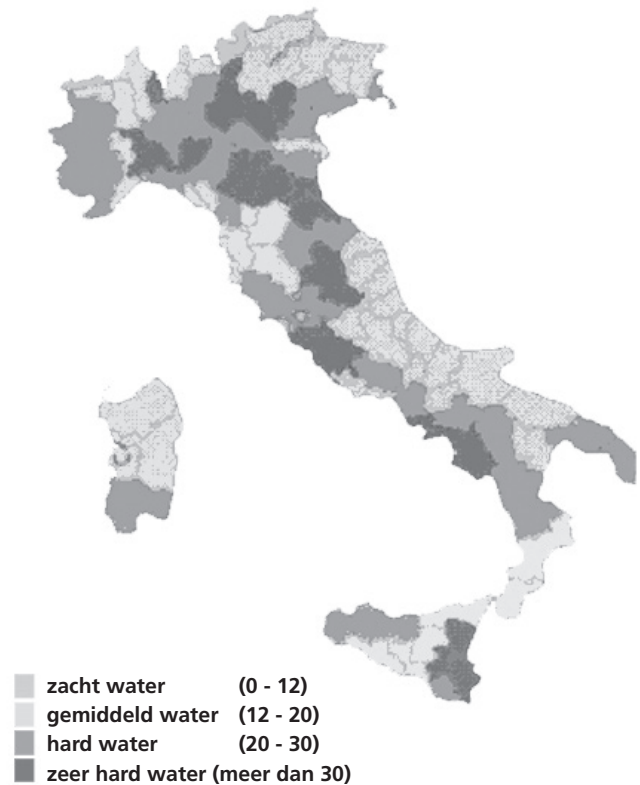 zacht water (0 - 12)
gemiddeld water (12 - 20)
hard water (20 - 30)
zeer hard water (meer dan 30)